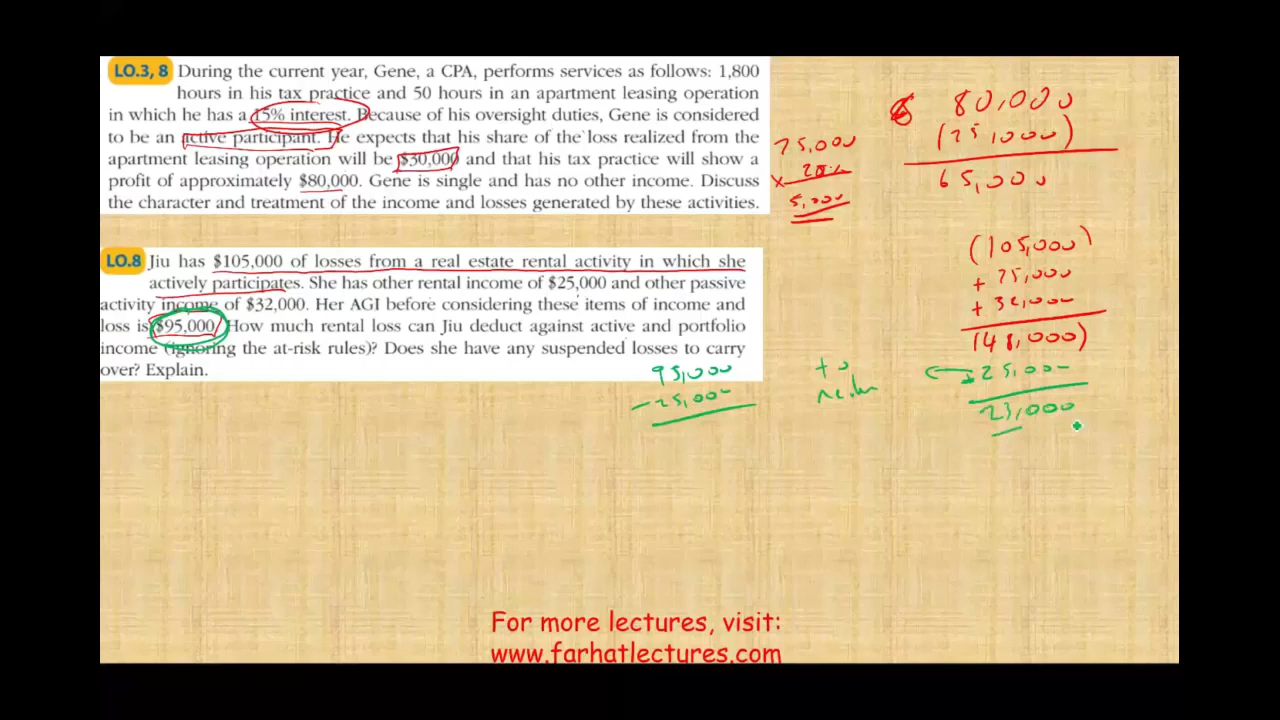 LO.3, 8 During the current year, Gene, a CPA, performs services as follows: 1,800
hours in his tax practice and 50 hours in an apartment leasing operation
in which he has a 15% interest. Because of his oversight duties, Gene is considered
to be an active participant. He expects that his share of the loss realized from the
apartment leasing operation will be $30,000 and that his tax practice will show a
profit of approximately $80,000. Gene is single and has no other income. Discuss
the character and treatment of the income and losses generated by these activities.
25,000
20%
x
5,000
80,000
(25,000)
65,000
LO.8 Jiu has $105,000 of losses from a real estate rental activity in which she
actively participates. She has other rental income of $25,000 and other passive
activity income of $32,000. Her AGI before considering these items of income and
loss is $95,000. How much rental loss can Jiu deduct against active and portfolio
income (ignoring the at-risk rules)? Does she have any suspended losses to carry
over? Explain.
(105,000)
+ 25,000
+ 32,000
(48,000)
25,000
23,000
95,000
- 25,000
For more lectures, visit:
www.farhatlectures.com